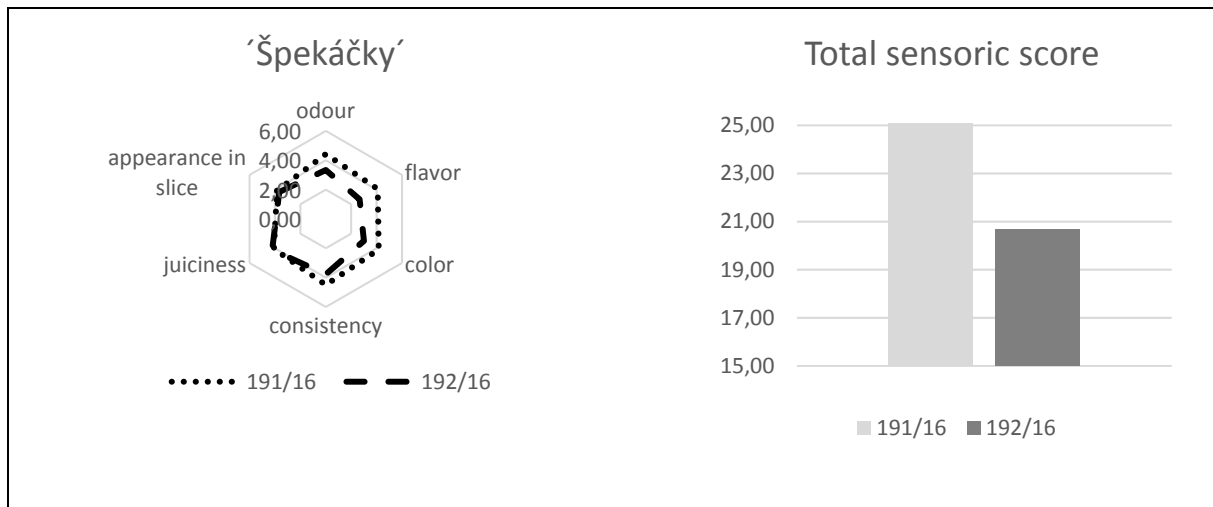 ´Špekáčky´
odour
6,00
4,00
2,00
0,00
flavor
color
consistency
juiciness
appearance in
slice
191/16
192/16
Total sensoric score
25,00
23,00
21,00
19,00
17,00
15,00
191/16
192/16